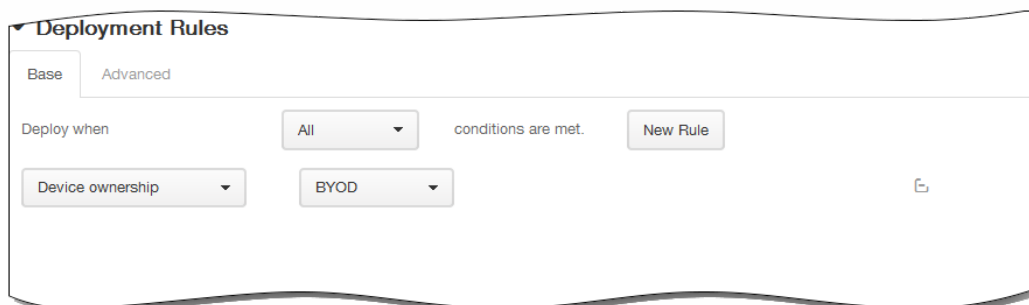 Deployment Rules
Base Advanced
Deploy when All conditions are met. New Rule
Device ownership BYOD